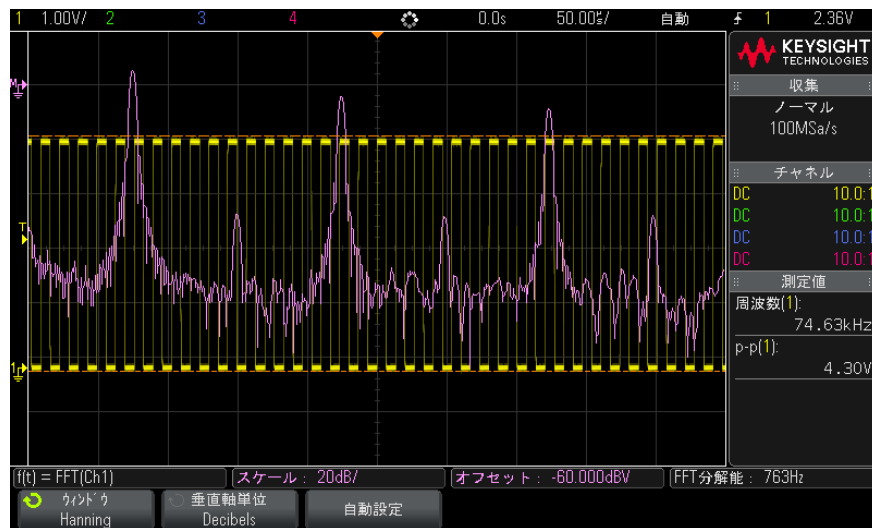 1 1.00V/ 2 3 4 0.0s 50.00㎲/ 自動 1 2.36V
KEYSIGHT
TECHNOLOGIES
収集
ノーマル
100MSa/s
チャネル
DC 10.0:1
DC 10.0:1
DC 10.0:1
DC 10.0:1
測定値
周波数(1):
74.63kHz
p-p(1):
4.30V
M
T
1
f(t) = FFT(Ch1) スケール : 20dB/ オフセット : -60.000dBV FFT分解能 : 763Hz
ウィンドウ
Hanning
垂直軸単位
Decibels
自動設定